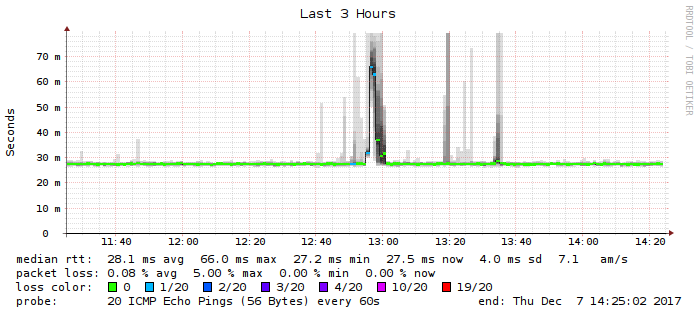 Last 3 Hours
RRDTOOL / TOBI OETIKER
Seconds
70 m
60 m
50 m
40 m
30 m
20 m
10 m
0
11:40 12:00 12:20 12:40 13:00 13:20 13:40 14:00 14:20
median rtt: 28.1 ms avg 66.0 ms max 27.2 ms min 27.5 ms now 4.0 ms sd 7.1 am/s
packet loss: 0.08 % avg 5.00 % max 0.00 % min 0.00 % now
loss color: 0 1/20 2/20 3/20 4/20 10/20 19/20
probe: 20 ICMP Echo Pings (56 Bytes) every 60s end: Thu Dec 7 14:25:02 2017